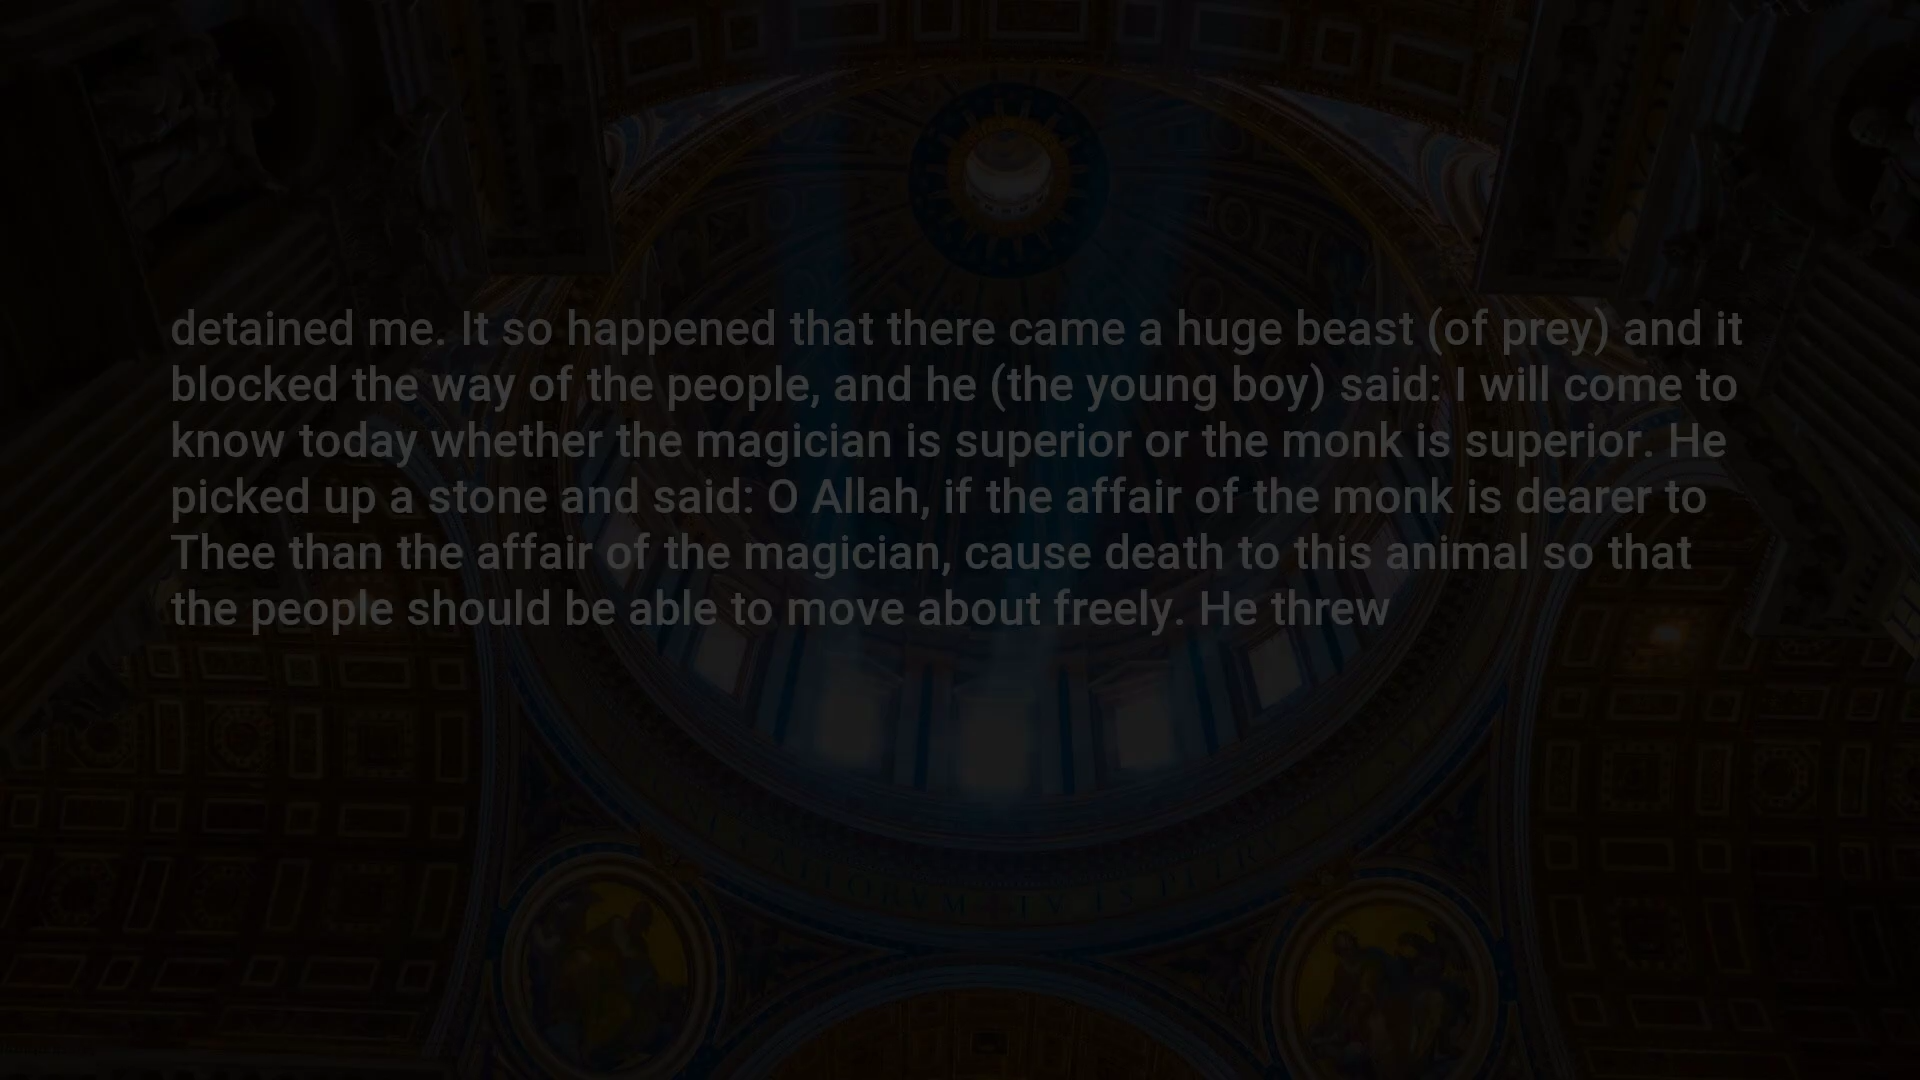 detained me. It so happened that there came a huge beast (of prey) and it
blocked the way of the people, and he (the young boy) said: I will come to
know today whether the magician is superior or the monk is superior. He
picked up a stone and said: O Allah, if the affair of the monk is dearer to
Thee than the affair of the magician, cause death to this animal so that
the people should be able to move about freely. He threw